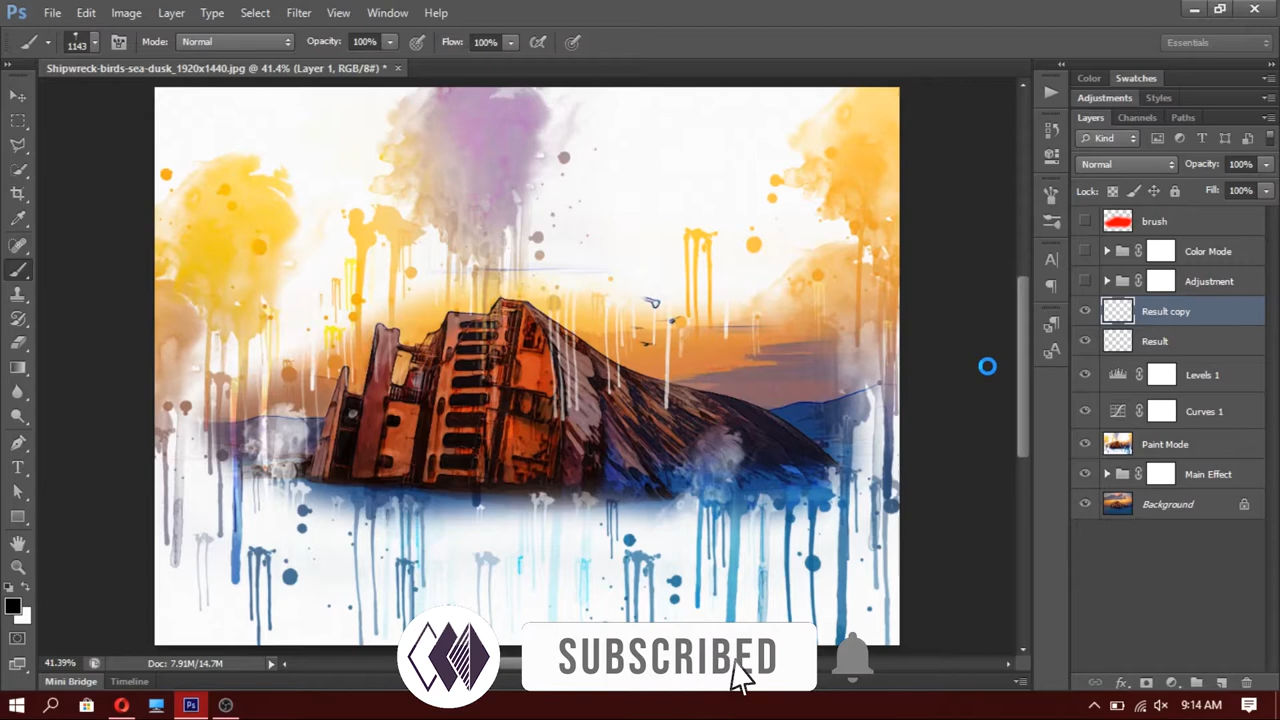 Ps File Edit Image Layer Type Select Filter View Window Help
1143 Mode: Normal Opacity: 100% Flow: 100% Essentials
Shipwreck-birds-sea-dusk_1920x1440.jpg @ 41.4% (Layer 1, RGB/8#) * ×
Color Swatches
Adjustments Styles
Layers Channels Paths
Kind
Normal Opacity: 100%
Lock: Fill: 100%
brush
Color Mode
Adjustment
Result copy
Result
Levels 1
Curves 1
Paint Mode
Main Effect
Background
41.39% Doc: 7.91M/14.7M
Mini Bridge Timeline
SUBSCRIBED
Ps 9:14 AM